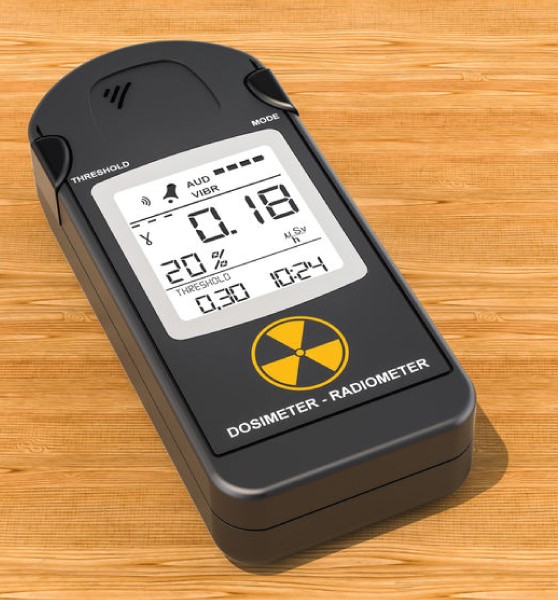 MODE
THRESHOLD
AUD
VIBR
0.18
γ
μSv
h
20 %
THRESHOLD
0,30 10:24
DOSIMETER - RADIOMETER